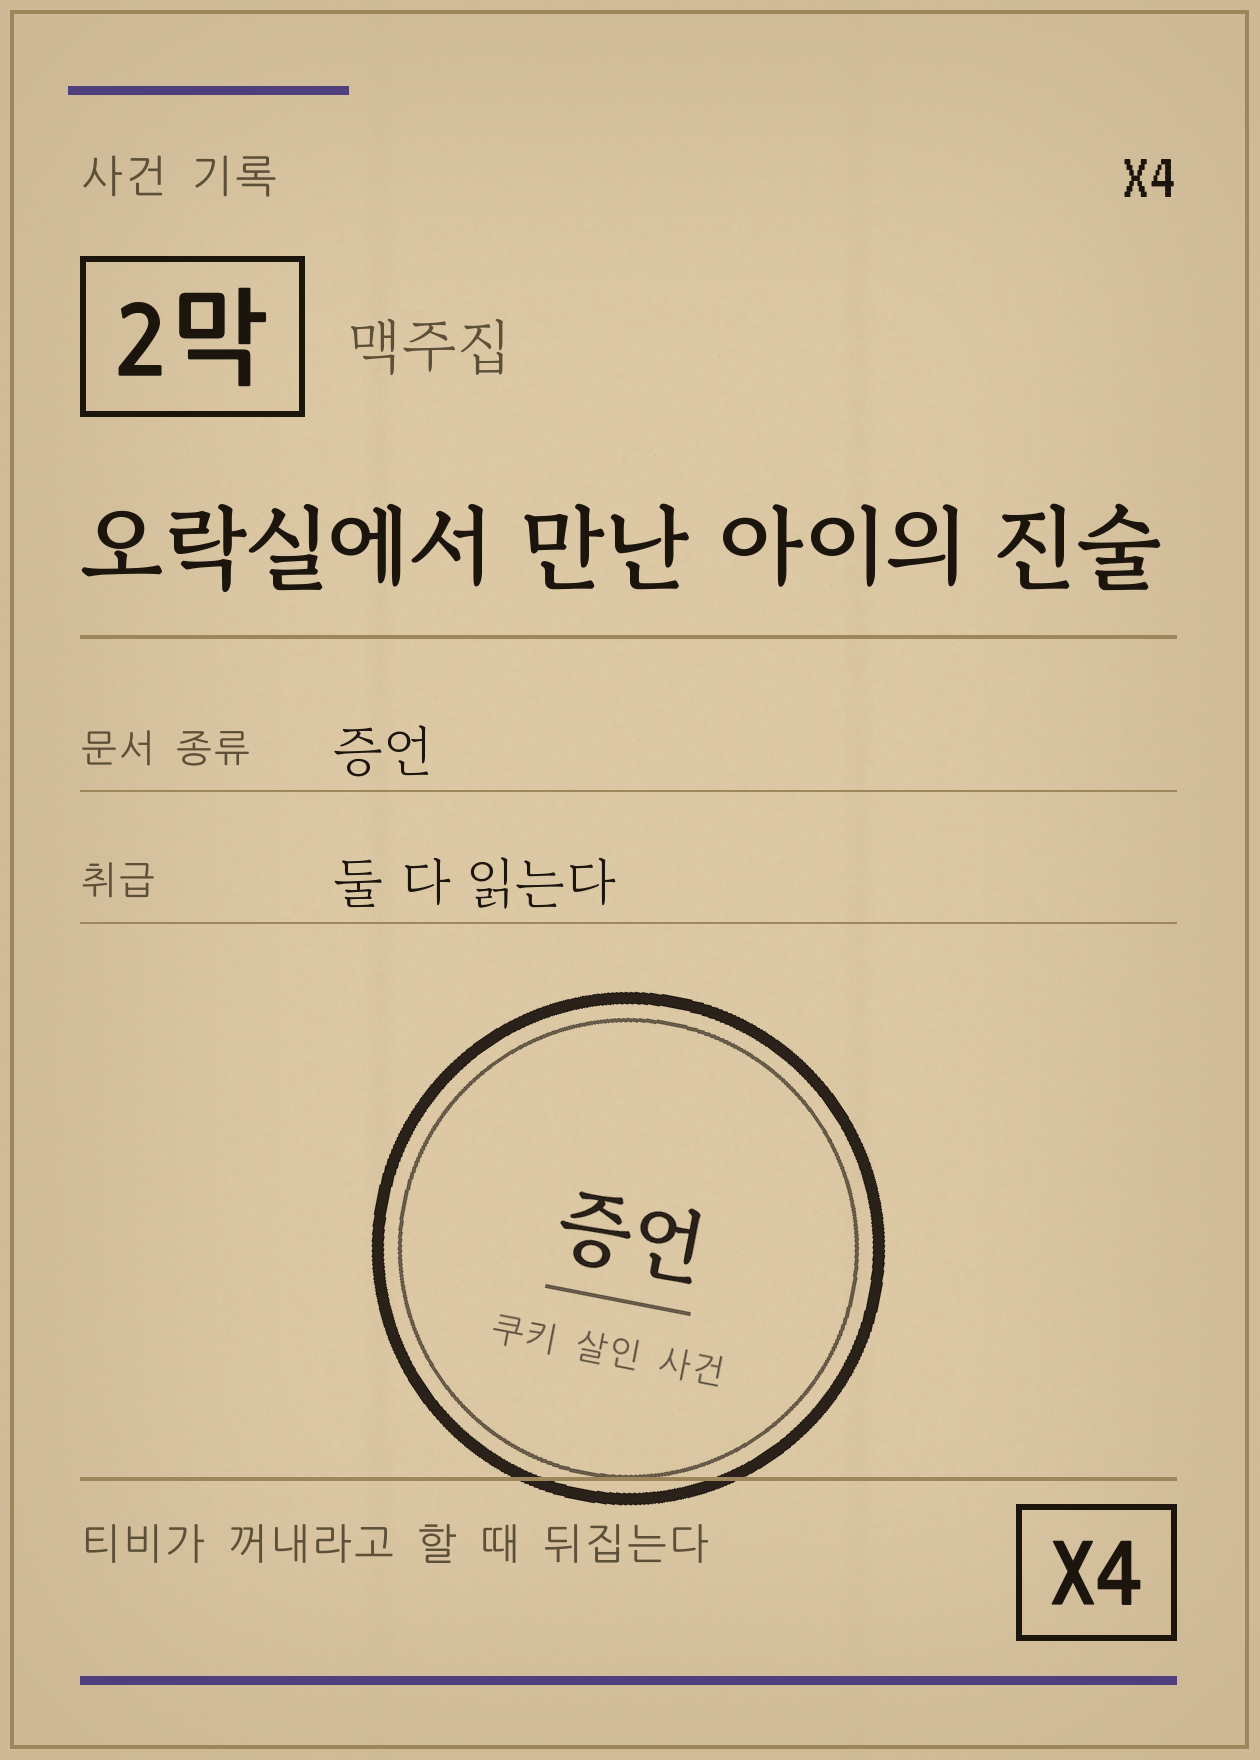 사건 기록
X4
2막
맥주집
오락실에서 만난 아이의 진술
문서 종류
증언
취급
둘 다 읽는다
증언
쿠키 살인 사건
티비가 꺼내라고 할 때 뒤집는다
X4